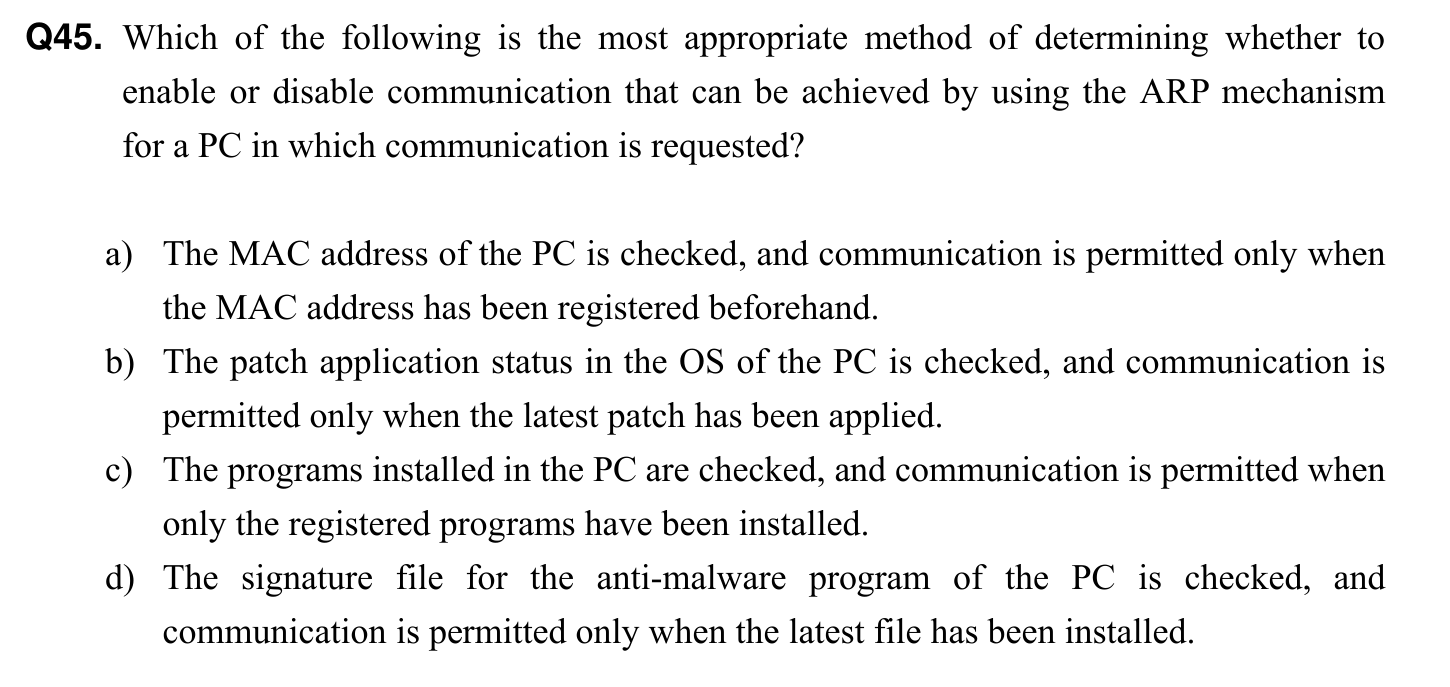 Q45. Which of the following is the most appropriate method of determining whether to
enable or disable communication that can be achieved by using the ARP mechanism
for a PC in which communication is requested?
a) The MAC address of the PC is checked, and communication is permitted only when
the MAC address has been registered beforehand.
b) The patch application status in the OS of the PC is checked, and communication is
permitted only when the latest patch has been applied.
c) The programs installed in the PC are checked, and communication is permitted when
only the registered programs have been installed.
d) The signature file for the anti-malware program of the PC is checked, and
communication is permitted only when the latest file has been installed.